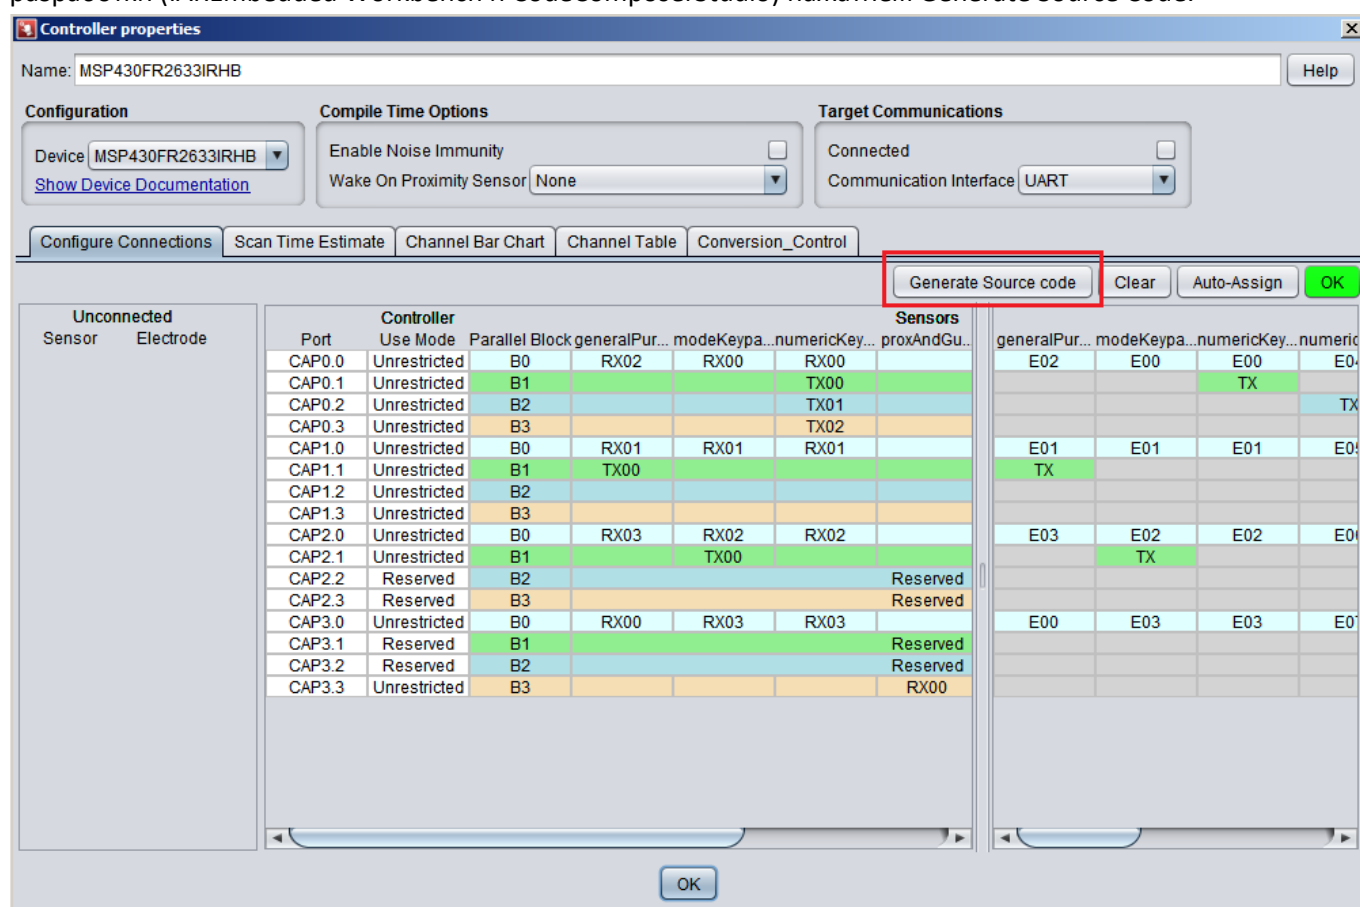 Controller properties
Name: MSP430FR2633IRHB Help
Configuration Compile Time Options Target Communications
Device MSP430FR2633IRHB Enable Noise Immunity Connected
Show Device Documentation Wake On Proximity Sensor None Communication Interface UART
Configure Connections Scan Time Estimate Channel Bar Chart Channel Table Conversion_Control
Generate Source code Clear Auto-Assign OK
Unconnected Controller Sensors
Sensor Electrode Port Use Mode Parallel Block generalPur... modeKeypa... numericKey... proxAndGu... generalPur... modeKeypa... numericKey... numeric
CAP0.0 Unrestricted B0 RX02 RX00 RX00 E02 E00 E00 E04
CAP0.1 Unrestricted B1 TX00 TX
CAP0.2 Unrestricted B2 TX01 TX
CAP0.3 Unrestricted B3 TX02
CAP1.0 Unrestricted B0 RX01 RX01 RX01 E01 E01 E01 E05
CAP1.1 Unrestricted B1 TX00 TX
CAP1.2 Unrestricted B2
CAP1.3 Unrestricted B3
CAP2.0 Unrestricted B0 RX03 RX02 RX02 E03 E02 E02 E0
CAP2.1 Unrestricted B1 TX00 TX
CAP2.2 Reserved B2 Reserved
CAP2.3 Reserved B3 Reserved
CAP3.0 Unrestricted B0 RX00 RX03 RX03 E00 E03 E03 E07
CAP3.1 Reserved B1 Reserved
CAP3.2 Reserved B2 Reserved
CAP3.3 Unrestricted B3 RX00
OK